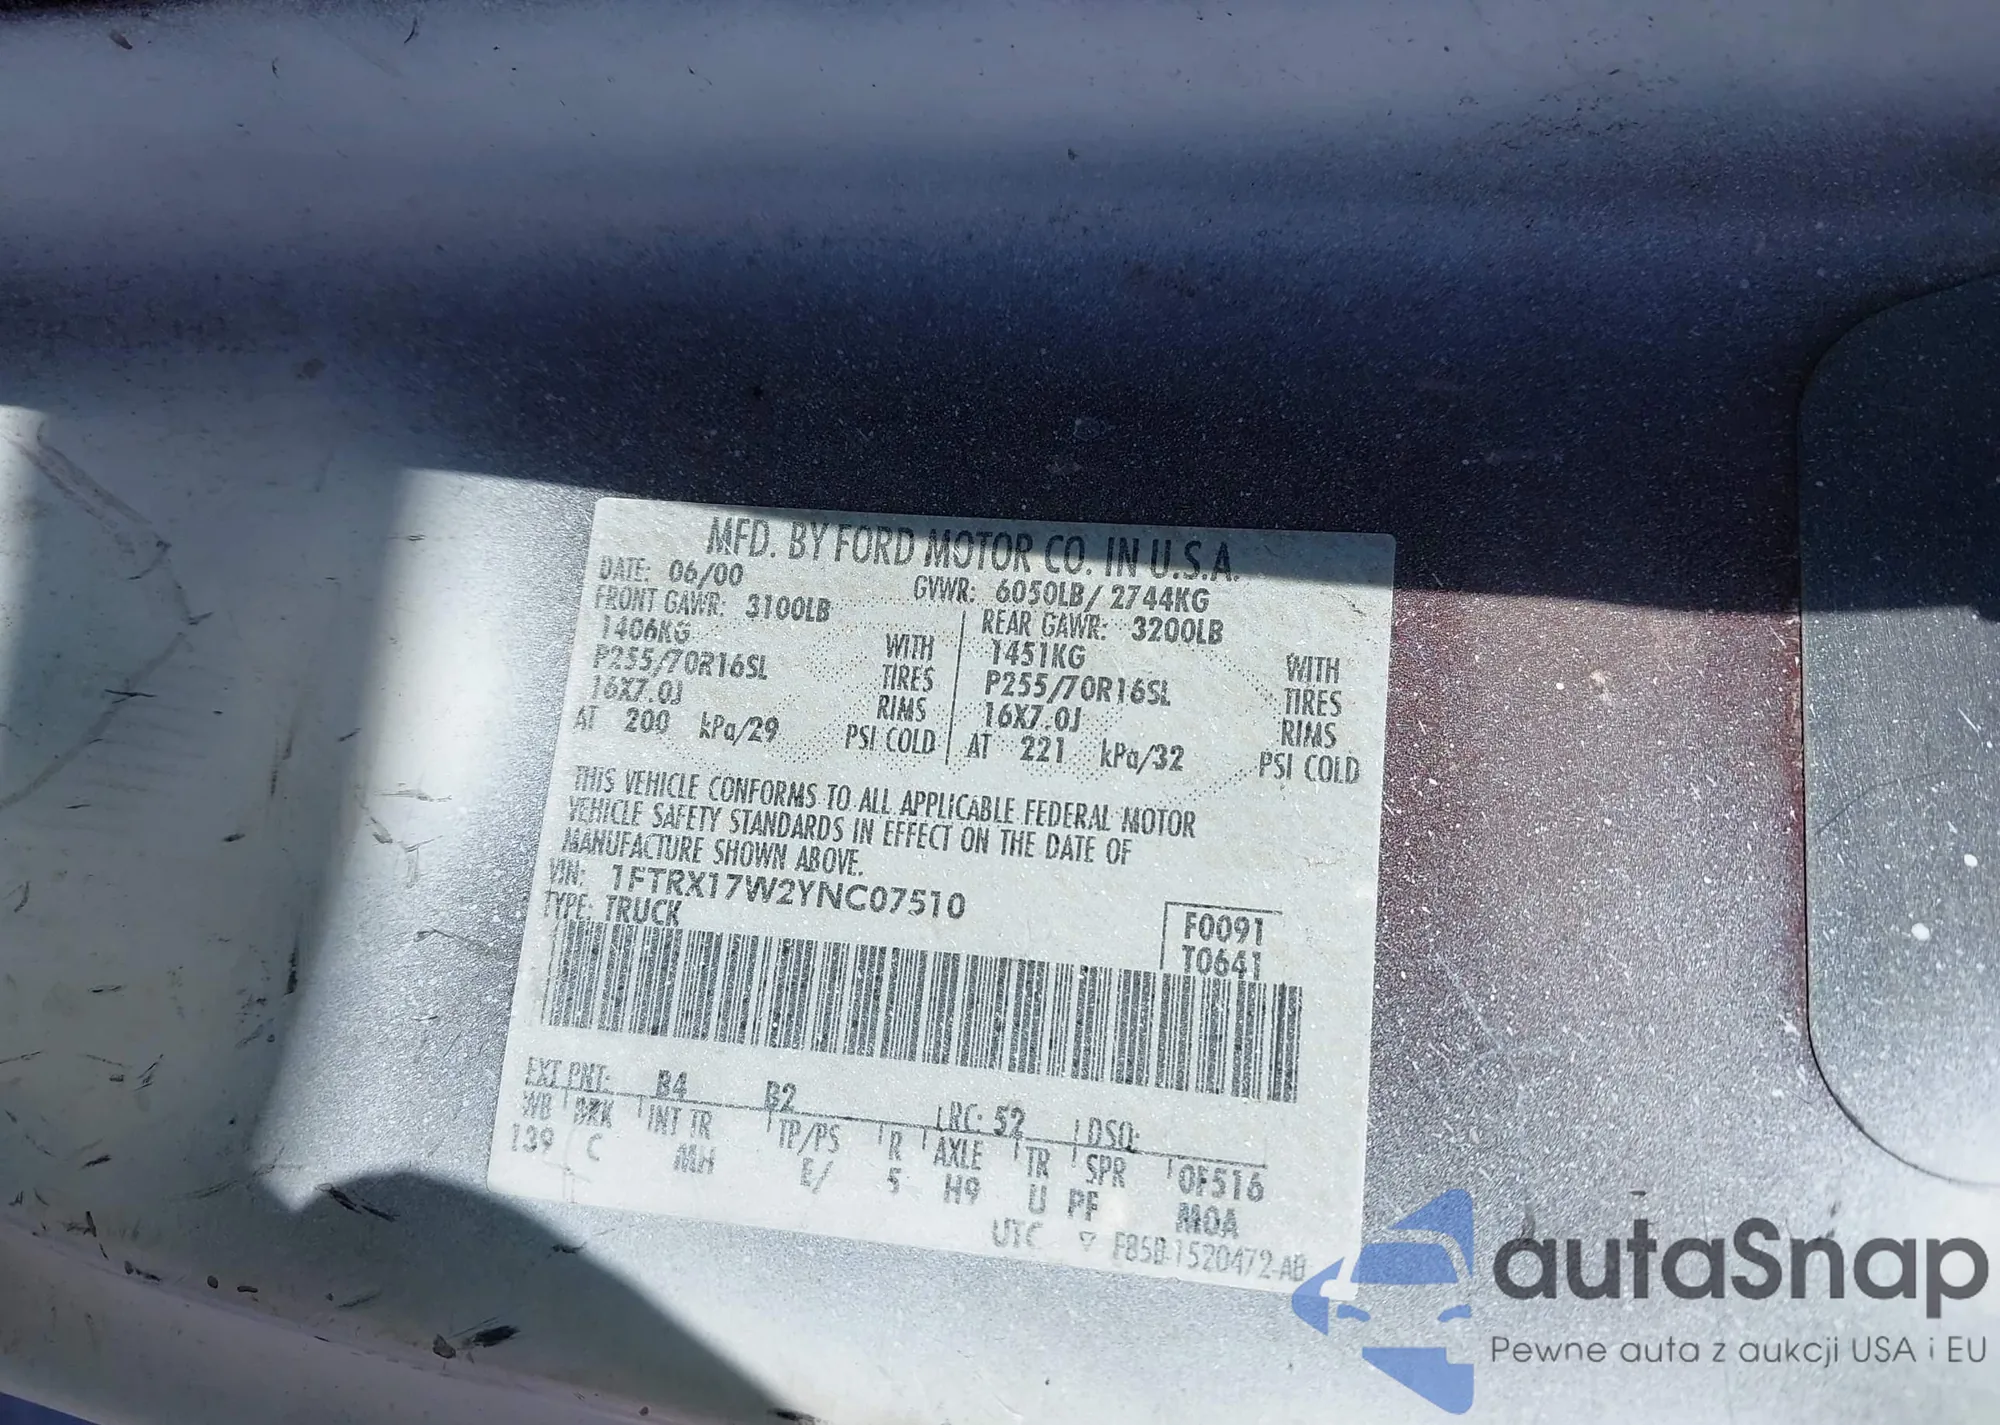 MFD. BY FORD MOTOR CO. IN U.S.A.
DATE: 06/00 GVWR: 6050LB/ 2744KG
FRONT GAWR: 3100LB REAR GAWR: 3200LB
1406KG WITH 1451KG WITH
P255/70R16SL TIRES P255/70R16SL TIRES
16X7.0J RIMS 16X7.0J RIMS
AT 200 kPa/29 PSI COLD AT 221 kPa/32 PSI COLD
THIS VEHICLE CONFORMS TO ALL APPLICABLE FEDERAL MOTOR
VEHICLE SAFETY STANDARDS IN EFFECT ON THE DATE OF
MANUFACTURE SHOWN ABOVE.
VIN: 1FTRX17W2YNC07510
TYPE: TRUCK
F0091
T0641
EXT PNT: B4 B2 RC: 52 DSO:
WB BRK INT TR TP/PS R AXLE TR SPR 0F516
139 C MH E/ 5 H9 U PF MOA
UTC F85B-1520472-AB
autaSnap
Pewne auta z aukcji USA i EU